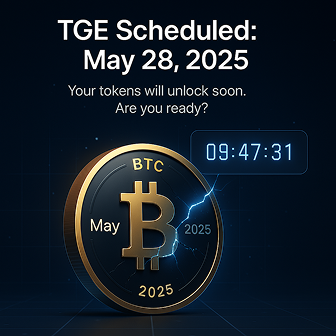 TGE Scheduled:
May 28, 2025
Your tokens will unlock soon.
Are you ready?
09:47:31
BTC
May
2025
2025